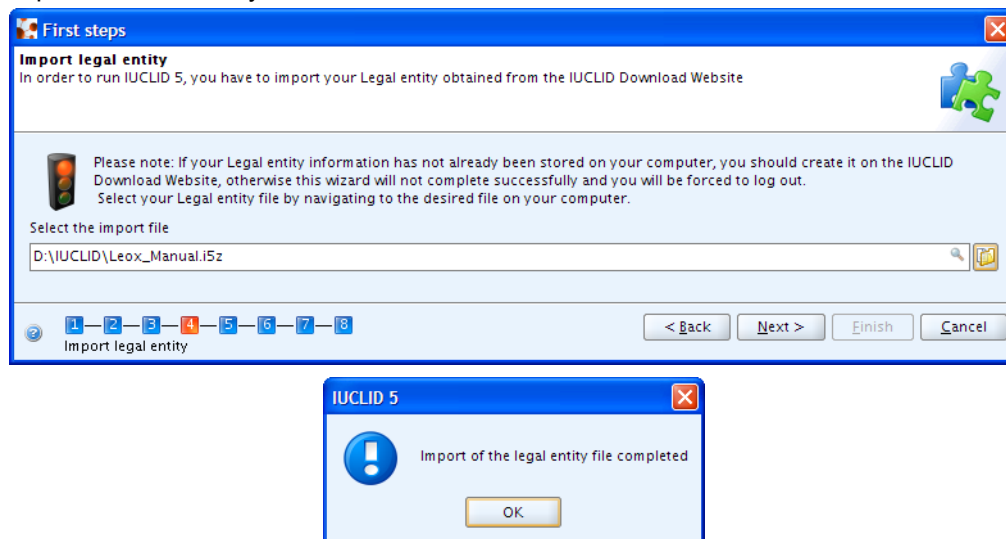 First steps
Import legal entity
In order to run IUCLID 5, you have to import your Legal entity obtained from the IUCLID Download Website
Please note: If your Legal entity information has not already been stored on your computer, you should create it on the IUCLID
Download Website, otherwise this wizard will not complete successfully and you will be forced to log out.
Select your Legal entity file by navigating to the desired file on your computer.
Select the import file
D:\IUCLID\Leox_Manual.i5z
1 2 3 4 5 6 7 8
< Back Next > Finish Cancel
Import legal entity
IUCLID 5
Import of the legal entity file completed
OK